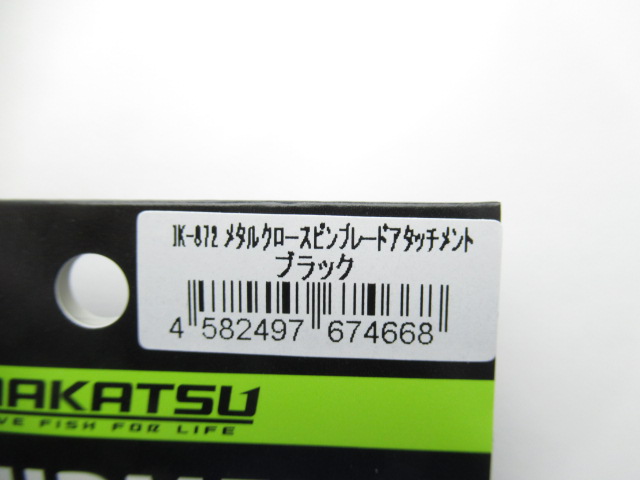 IK-872 メタルクロースピンブレードアタッチメント
ブラック
4 582497 674668
MAKATSU
VE FISH FOR LIFE